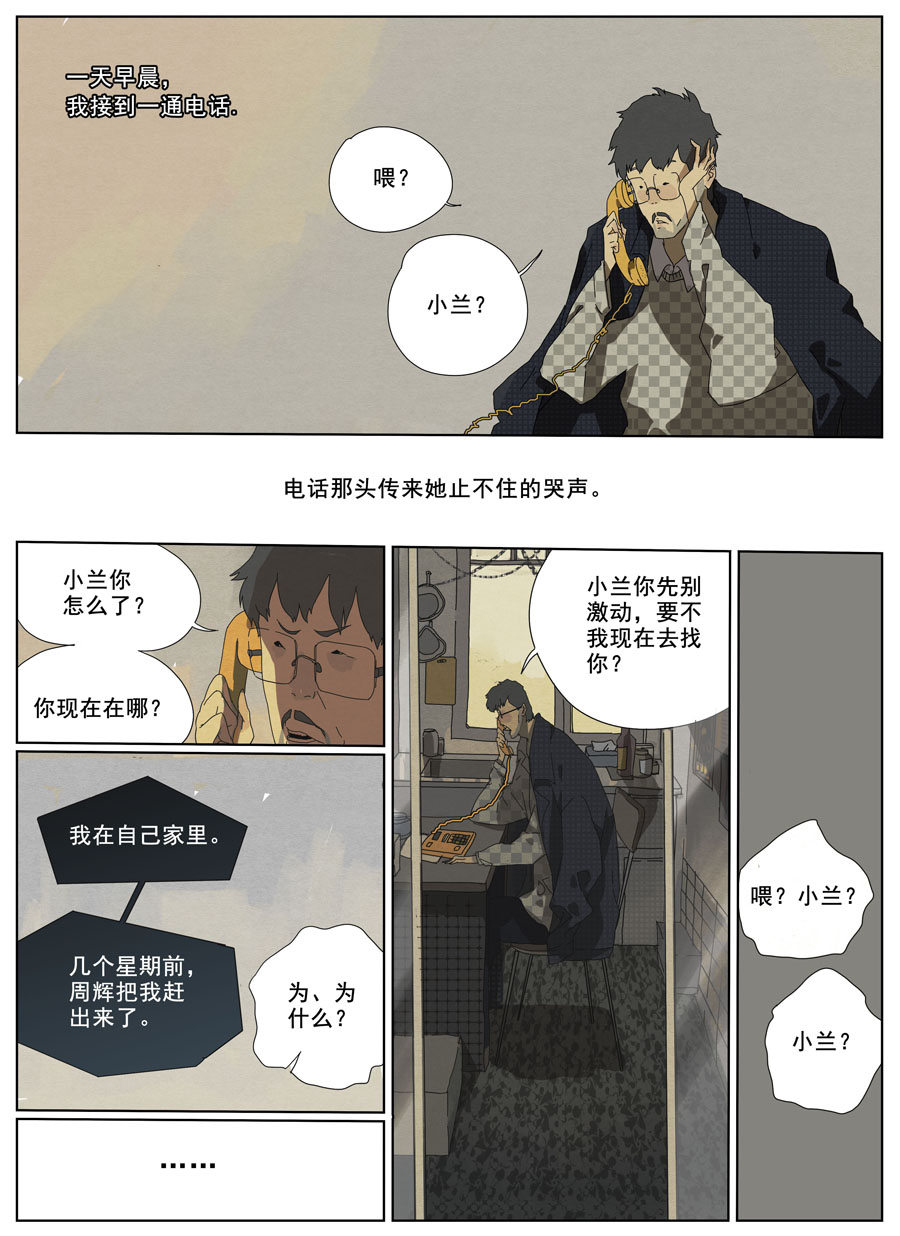 一天早晨，
我接到一通电话.
喂？
小兰？
电话那头传来她止不住的哭声。
小兰你
怎么了？
你现在在哪？
我在自己家里。
几个星期前，
周辉把我赶
出来了。
为、为
什么？
……
小兰你先别
激动，要不
我现在去找
你？
喂？小兰？
小兰？